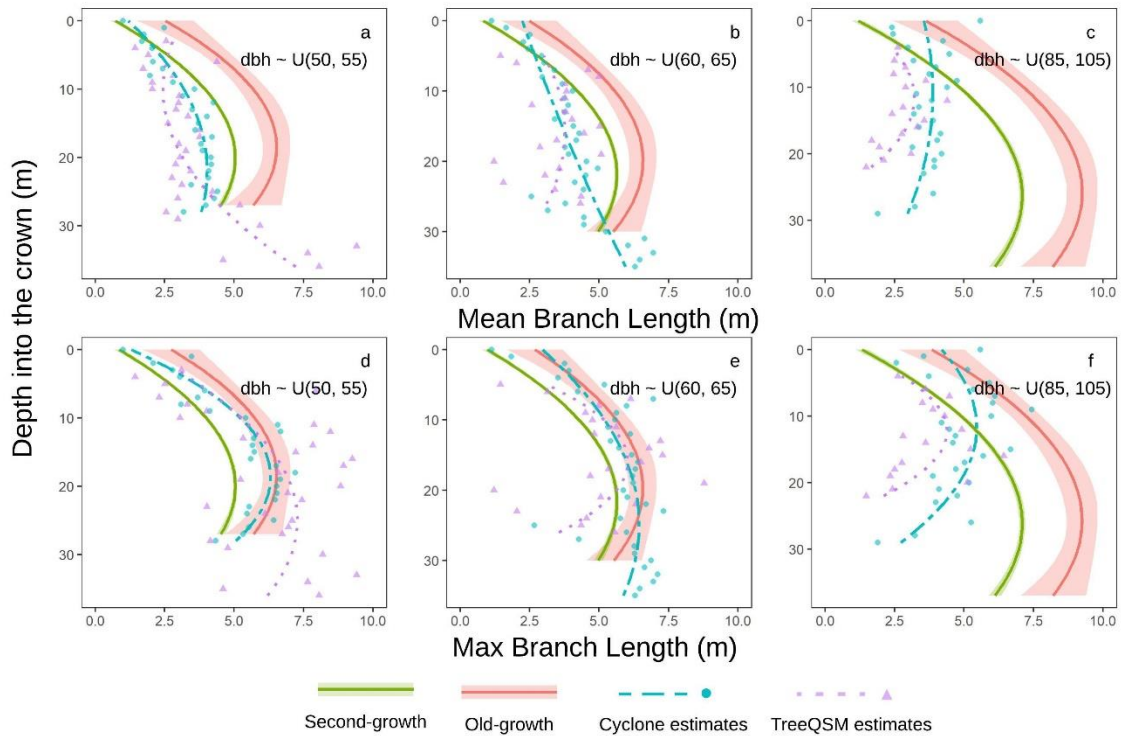 Depth into the crown (m)
a
dbh ~ U(50, 55)
0
10
20
30
0.0 2.5 5.0 7.5 10.0
b
dbh ~ U(60, 65)
0
10
20
30
0.0 2.5 5.0 7.5 10.0
c
dbh ~ U(85, 105)
0
10
20
30
0.0 2.5 5.0 7.5 10.0
Mean Branch Length (m)
d
dbh ~ U(50, 55)
0
10
20
30
0.0 2.5 5.0 7.5 10.0
e
dbh ~ U(60, 65)
0
10
20
30
0.0 2.5 5.0 7.5 10.0
f
dbh ~ U(85, 105)
0
10
20
30
0.0 2.5 5.0 7.5 10.0
Max Branch Length (m)
Second-growth Old-growth Cyclone estimates TreeQSM estimates